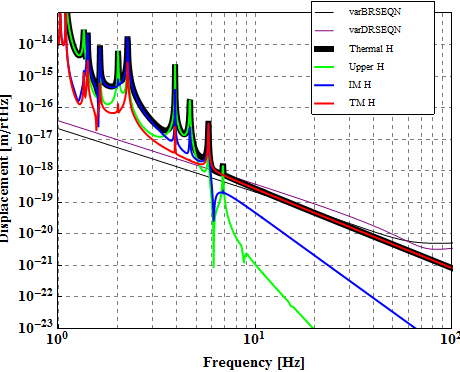 varBRSEQN
varDRSEQN
Thermal H
Upper H
IM H
TM H
Displacement [m/rtHz]
10⁻¹⁴
10⁻¹⁵
10⁻¹⁶
10⁻¹⁷
10⁻¹⁸
10⁻¹⁹
10⁻²⁰
10⁻²¹
10⁻²²
10⁻²³
10⁰ 10¹ 10²
Frequency [Hz]